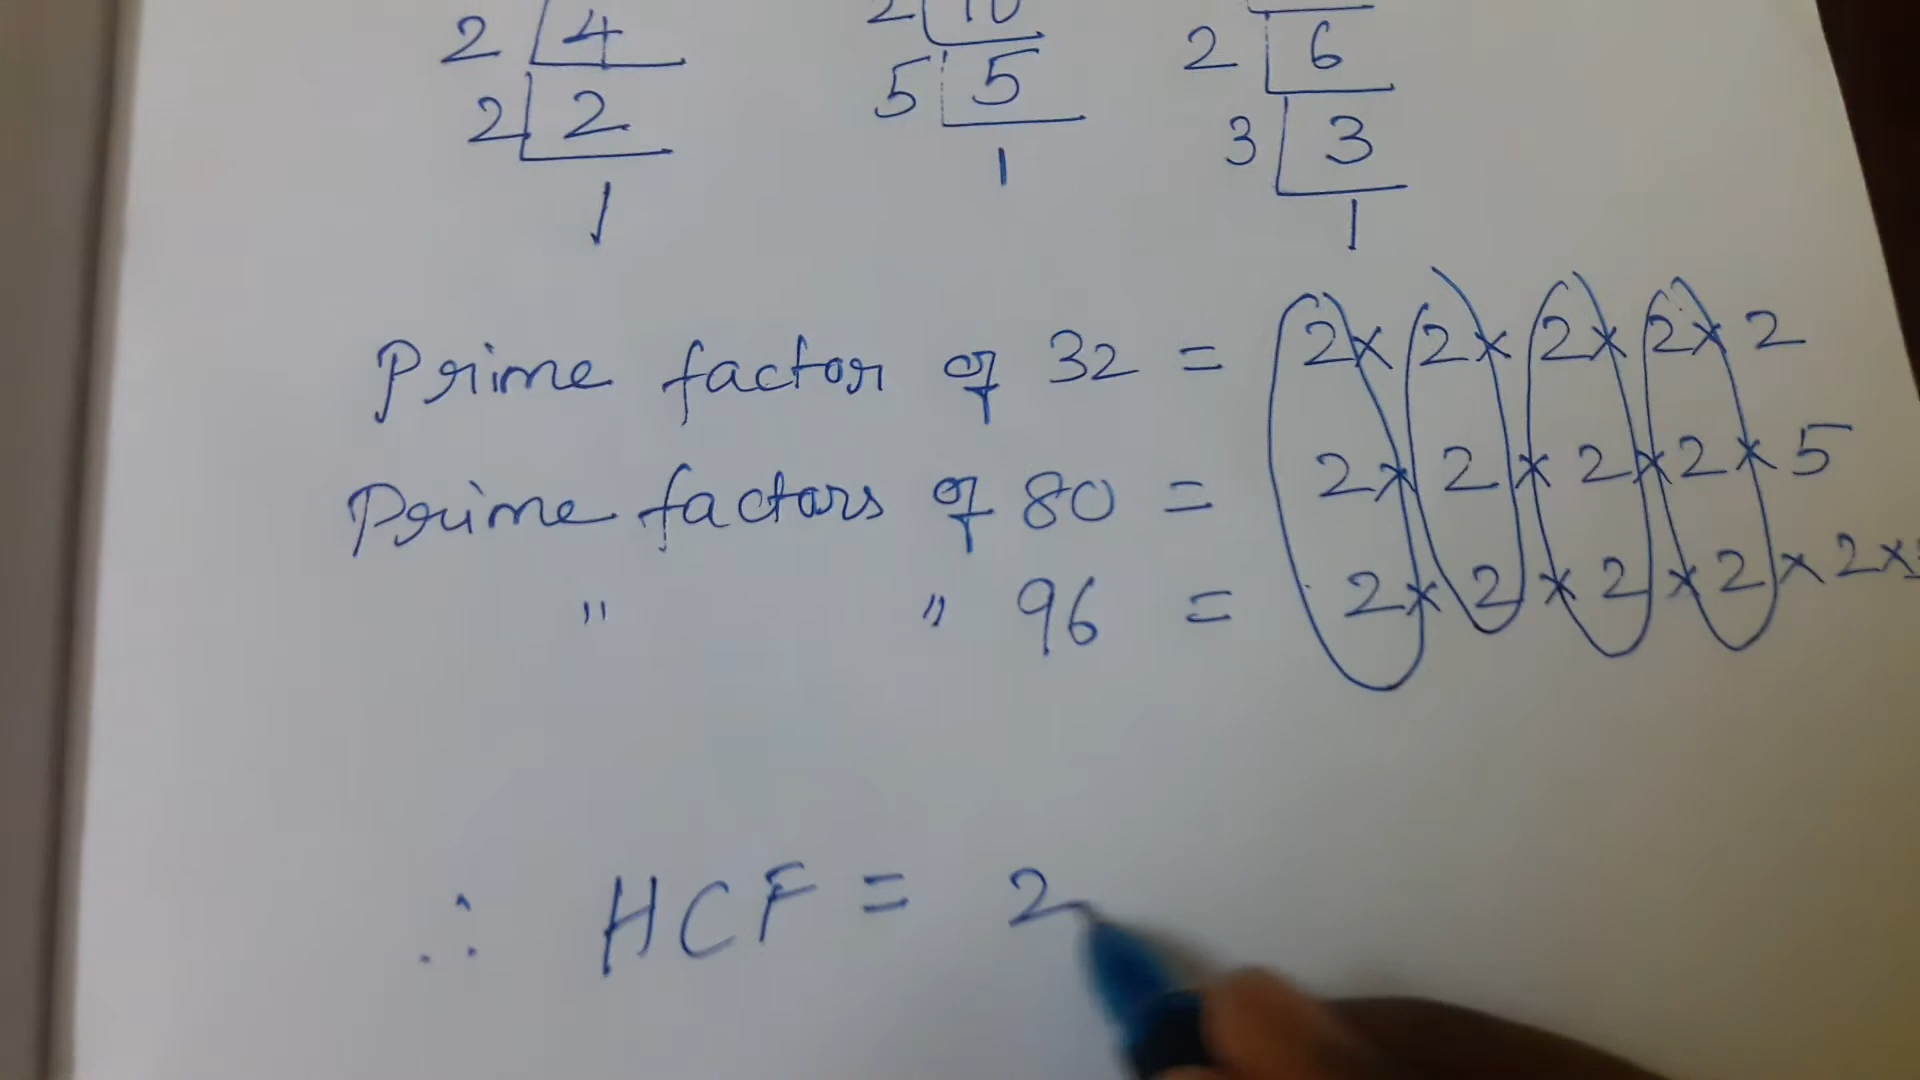 2 4 2 10 2 6
2 2 5 5 3 3
1 1 1
Prime factor of 32 = 2 × 2 × 2 × 2 × 2
Prime factors of 80 = 2 × 2 × 2 × 2 × 5
" " 96 = 2 × 2 × 2 × 2 × 2 ×
∴ HCF = 2